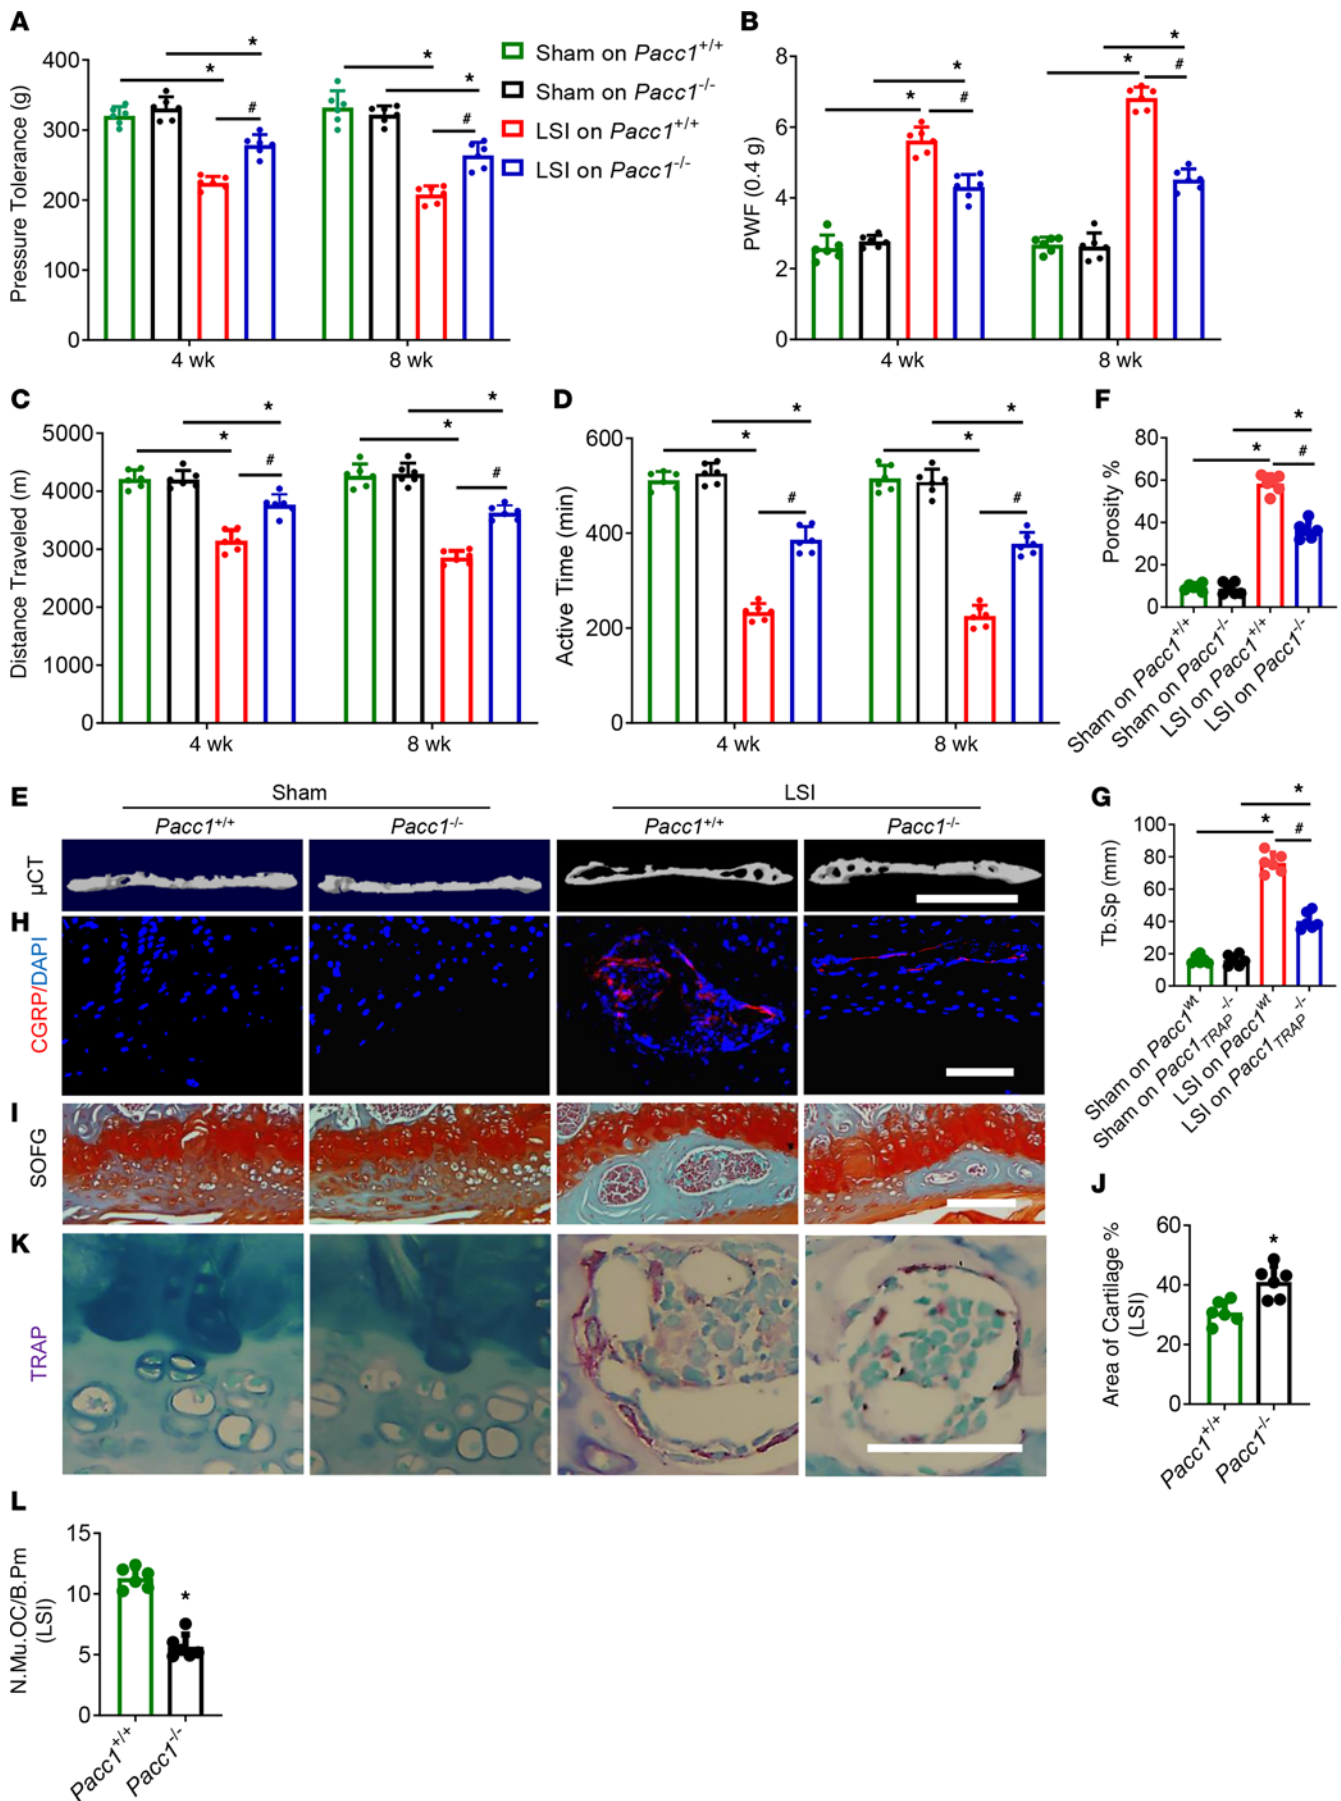 A
Pressure Tolerance (g)
400
300
200
100
0
* * # * * #
4 wk 8 wk
Sham on Pacc1+/+
Sham on Pacc1-/-
LSI on Pacc1+/+
LSI on Pacc1-/-
B
PWF (0.4 g)
8
6
4
2
0
* * # * * #
4 wk 8 wk
C
Distance Traveled (m)
5000
4000
3000
2000
1000
0
* * # * * #
4 wk 8 wk
D
Active Time (min)
600
400
200
0
* * # * * #
4 wk 8 wk
F
Porosity %
80
60
40
20
0
* * #
Sham on Pacc1+/+
Sham on Pacc1-/-
LSI on Pacc1+/+
LSI on Pacc1-/-
E
Sham LSI
Pacc1+/+ Pacc1-/- Pacc1+/+ Pacc1-/-
µCT
G
Tb.Sp (mm)
100
80
60
40
20
0
* * #
Sham on Pacc1wt
Sham on Pacc1TRAP-/-
LSI on Pacc1wt
LSI on Pacc1TRAP-/-
H
CGRP/DAPI
I
SOFG
J
Area of Cartilage %
(LSI)
60
40
20
0
*
Pacc1+/+
Pacc1-/-
K
TRAP
L
N.Mu.OC/B.Pm
(LSI)
15
10
5
0
*
Pacc1+/+
Pacc1-/-